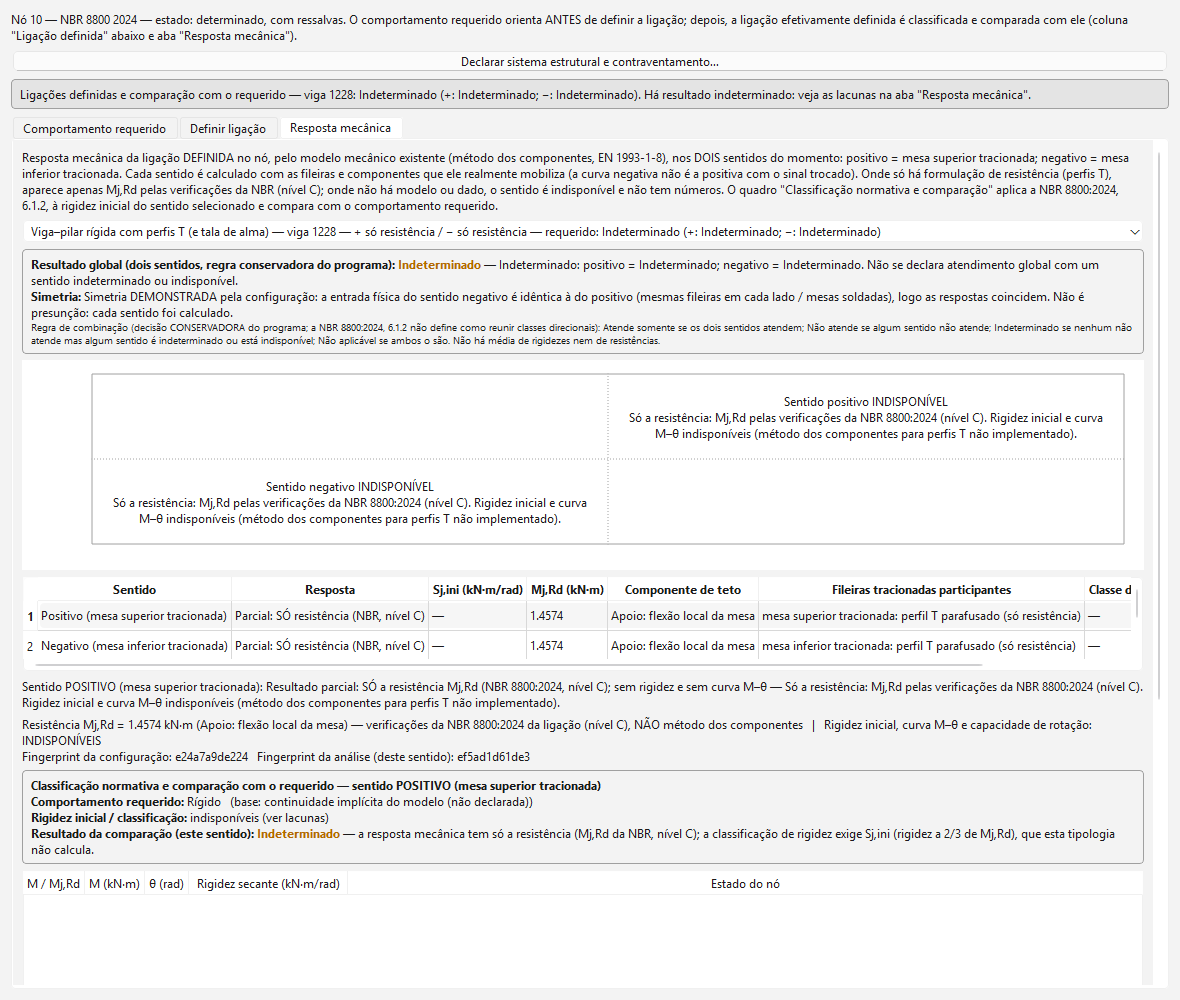 Nó 10 — NBR 8800 2024 — estado: determinado, com ressalvas. O comportamento requerido orienta ANTES de definir a ligação; depois, a ligação efetivamente definida é classificada e comparada com ele (coluna
"Ligação definida" abaixo e aba "Resposta mecânica").
Declarar sistema estrutural e contraventamento...
Ligações definidas e comparação com o requerido — viga 1228: Indeterminado (+: Indeterminado; −: Indeterminado). Há resultado indeterminado: veja as lacunas na aba "Resposta mecânica".
Comportamento requerido Definir ligação Resposta mecânica
Resposta mecânica da ligação DEFINIDA no nó, pelo modelo mecânico existente (método dos componentes, EN 1993-1-8), nos DOIS sentidos do momento: positivo = mesa superior tracionada; negativo = mesa
inferior tracionada. Cada sentido é calculado com as fileiras e componentes que ele realmente mobiliza (a curva negativa não é a positiva com o sinal trocado). Onde só há formulação de resistência (perfis T),
aparece apenas Mj,Rd pelas verificações da NBR (nível C); onde não há modelo ou dado, o sentido é indisponível e não tem números. O quadro "Classificação normativa e comparação" aplica a NBR 8800:2024,
6.1.2, à rigidez inicial do sentido selecionado e compara com o comportamento requerido.
Viga–pilar rígida com perfis T (e tala de alma) — viga 1228 — + só resistência / − só resistência — requerido: Indeterminado (+: Indeterminado; −: Indeterminado)
Resultado global (dois sentidos, regra conservadora do programa): Indeterminado — Indeterminado: positivo = Indeterminado; negativo = Indeterminado. Não se declara atendimento global com um
sentido indeterminado ou indisponível.
Simetria: Simetria DEMONSTRADA pela configuração: a entrada física do sentido negativo é idêntica à do positivo (mesmas fileiras em cada lado / mesas soldadas), logo as respostas coincidem. Não é
presunção: cada sentido foi calculado.
Regra de combinação (decisão CONSERVADORA do programa; a NBR 8800:2024, 6.1.2 não define como reunir classes direcionais): Atende somente se os dois sentidos atendem; Não atende se algum sentido não atende; Indeterminado se nenhum não
atende mas algum sentido é indeterminado ou está indisponível; Não aplicável se ambos o são. Não há média de rigidezes nem de resistências.
Sentido positivo INDISPONÍVEL
Só a resistência: Mj,Rd pelas verificações da NBR 8800:2024 (nível C). Rigidez inicial e curva
M–θ indisponíveis (método dos componentes para perfis T não implementado).
Sentido negativo INDISPONÍVEL
Só a resistência: Mj,Rd pelas verificações da NBR 8800:2024 (nível C). Rigidez inicial e curva
M–θ indisponíveis (método dos componentes para perfis T não implementado).
Sentido Resposta Sj,ini (kN·m/rad) Mj,Rd (kN·m) Componente de teto Fileiras tracionadas participantes Classe d
1 Positivo (mesa superior tracionada) Parcial: SÓ resistência (NBR, nível C) — 1.4574 Apoio: flexão local da mesa mesa superior tracionada: perfil T parafusado (só resistência) —
2 Negativo (mesa inferior tracionada) Parcial: SÓ resistência (NBR, nível C) — 1.4574 Apoio: flexão local da mesa mesa inferior tracionada: perfil T parafusado (só resistência) —
Sentido POSITIVO (mesa superior tracionada): Resultado parcial: SÓ a resistência Mj,Rd (NBR 8800:2024, nível C); sem rigidez e sem curva M–θ — Só a resistência: Mj,Rd pelas verificações da NBR 8800:2024 (nível C).
Rigidez inicial e curva M–θ indisponíveis (método dos componentes para perfis T não implementado).
Resistência Mj,Rd = 1.4574 kN·m (Apoio: flexão local da mesa) — verificações da NBR 8800:2024 da ligação (nível C), NÃO método dos componentes | Rigidez inicial, curva M–θ e capacidade de rotação:
INDISPONÍVEIS
Fingerprint da configuração: e24a7a9de224 Fingerprint da análise (deste sentido): ef5ad1d61de3
Classificação normativa e comparação com o requerido — sentido POSITIVO (mesa superior tracionada)
Comportamento requerido: Rígido (base: continuidade implícita do modelo (não declarada))
Rigidez inicial / classificação: indisponíveis (ver lacunas)
Resultado da comparação (este sentido): Indeterminado — a resposta mecânica tem só a resistência (Mj,Rd da NBR, nível C); a classificação de rigidez exige Sj,ini (rigidez a 2/3 de Mj,Rd), que esta tipologia
não calcula.
M / Mj,Rd M (kN·m) θ (rad) Rigidez secante (kN·m/rad) Estado do nó